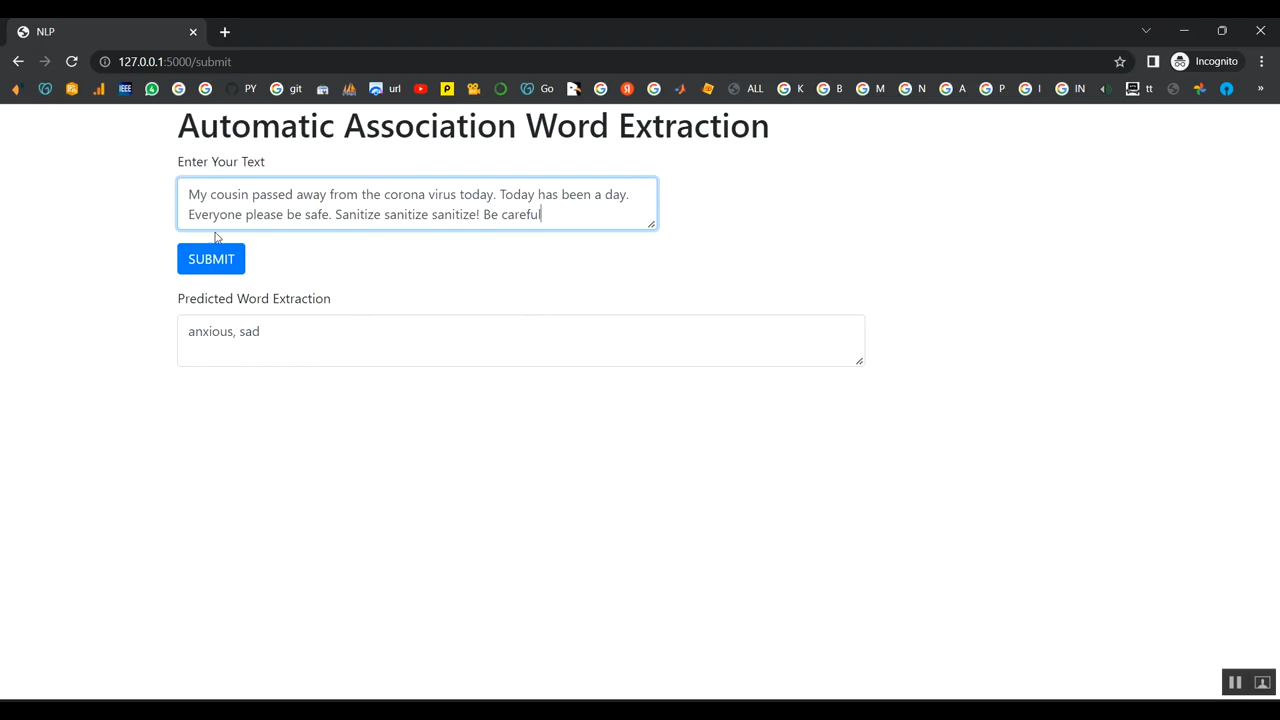 NLP
127.0.0.1:5000/submit
Incognito
IEEE
4
PY
git
url
Go
Я
ALL
K
B
M
N
A
P
I
IN
tt
»
Automatic Association Word Extraction
Enter Your Text
My cousin passed away from the corona virus today. Today has been a day.
Everyone please be safe. Sanitize sanitize sanitize! Be careful
SUBMIT
Predicted Word Extraction
anxious, sad